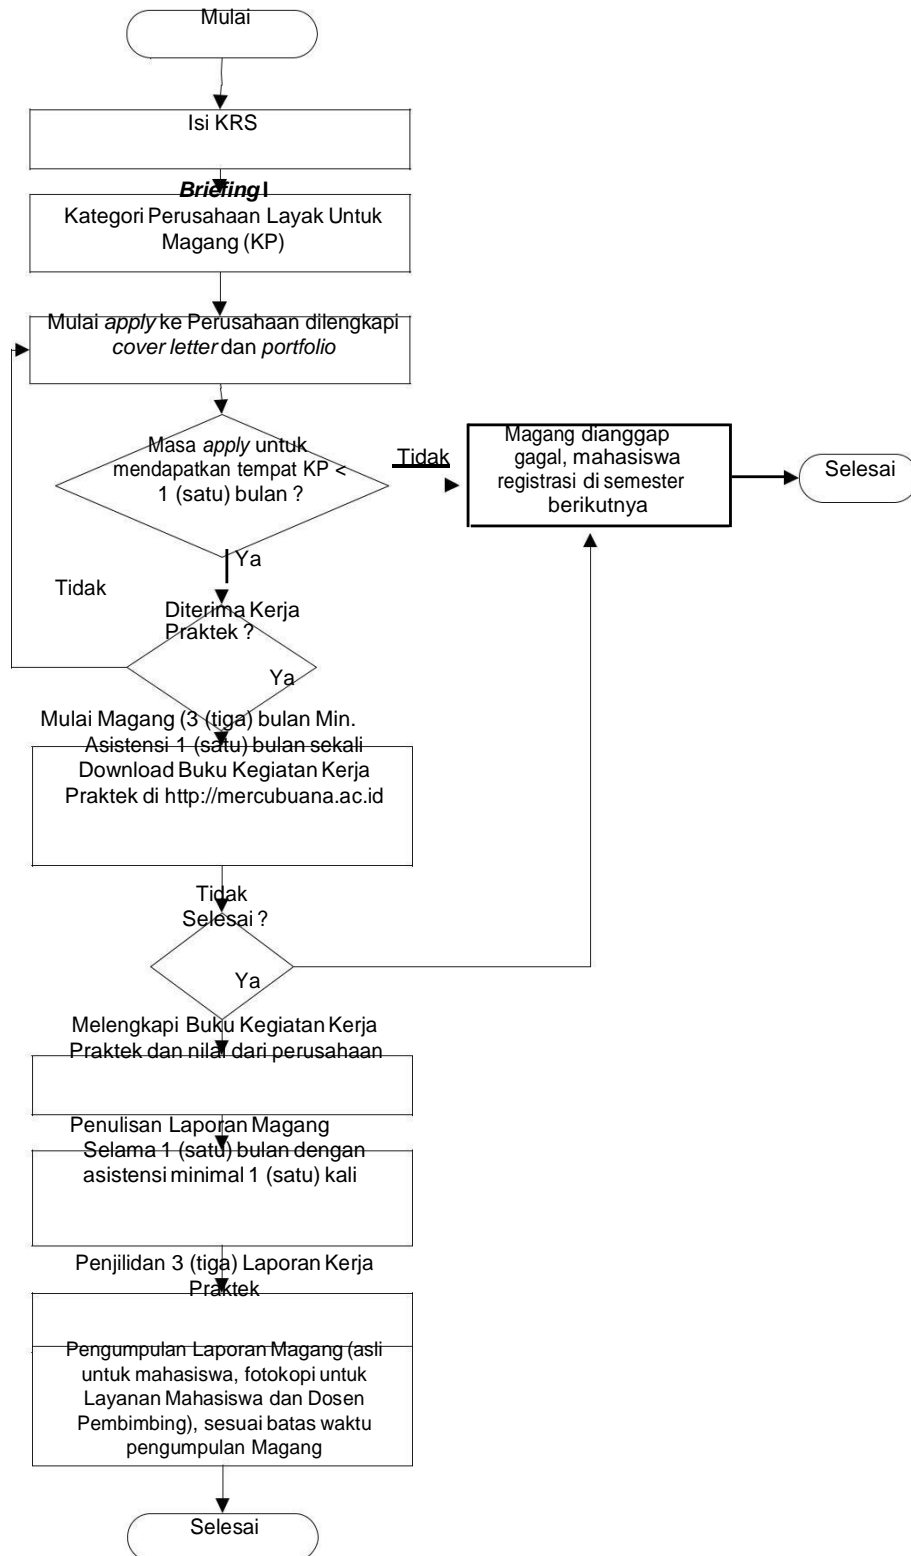 Mulai
Isi KRS
Briefing I
Kategori Perusahaan Layak Untuk
Magang (KP)
Mulai apply ke Perusahaan dilengkapi
cover letter dan portfolio
Masa apply untuk
mendapatkan tempat KP <
1 (satu) bulan ?
Tidak
Magang dianggap
gagal, mahasiswa
registrasi di semester
berikutnya
Selesai
Ya
Tidak
Diterima Kerja
Praktek ?
Ya
Mulai Magang (3 (tiga) bulan Min.
Asistensi 1 (satu) bulan sekali
Download Buku Kegiatan Kerja
Praktek di http://mercubuana.ac.id
Tidak
Selesai ?
Ya
Melengkapi Buku Kegiatan Kerja
Praktek dan nilai dari perusahaan
Penulisan Laporan Magang
Selama 1 (satu) bulan dengan
asistensi minimal 1 (satu) kali
Penjilidan 3 (tiga) Laporan Kerja
Praktek
Pengumpulan Laporan Magang (asli
untuk mahasiswa, fotokopi untuk
Layanan Mahasiswa dan Dosen
Pembimbing), sesuai batas waktu
pengumpulan Magang
Selesai